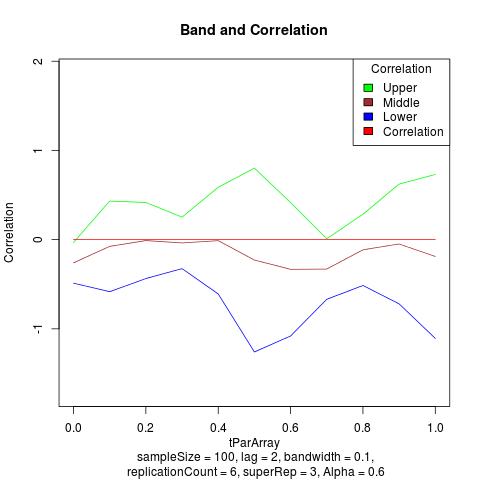 Band and Correlation
Correlation
Upper
Middle
Lower
Correlation
Correlation
2
1
0
-1
0.0 0.2 0.4 0.6 0.8 1.0
tParArray
sampleSize = 100, lag = 2, bandwidth = 0.1,
replicationCount = 6, superRep = 3, Alpha = 0.6